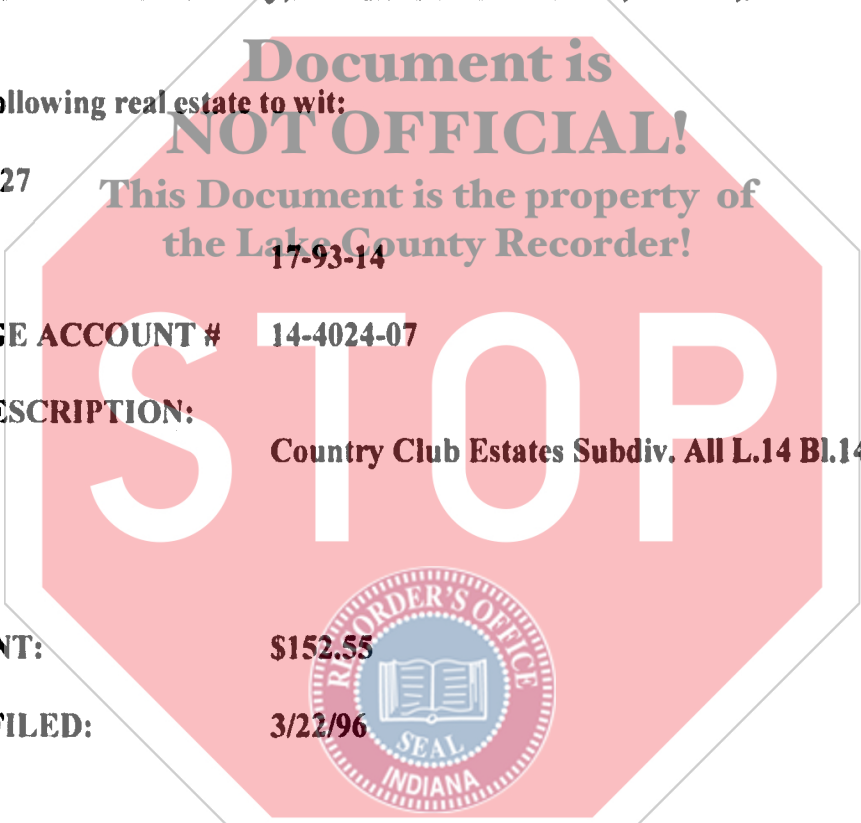 Document is
ollowing real estate to wit:
NOT OFFICIAL!
27
This Document is the property of
the Lake County Recorder!
17-93-14
GE ACCOUNT # 14-4024-07
ESCRIPTION:
Country Club Estates Subdiv. All L.14 Bl.14
STOP
NT: $152.55
FILED: 3/22/96
RECORDER'S OFFICE
SEAL
INDIANA